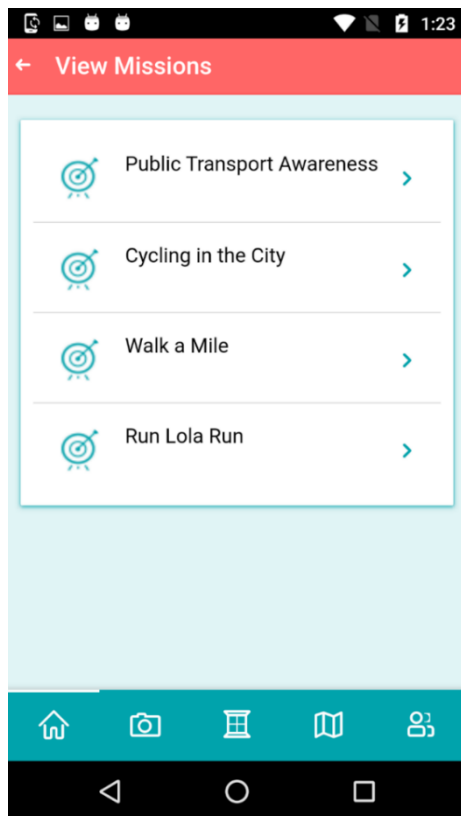 1:23
View Missions
Public Transport Awareness
Cycling in the City
Walk a Mile
Run Lola Run